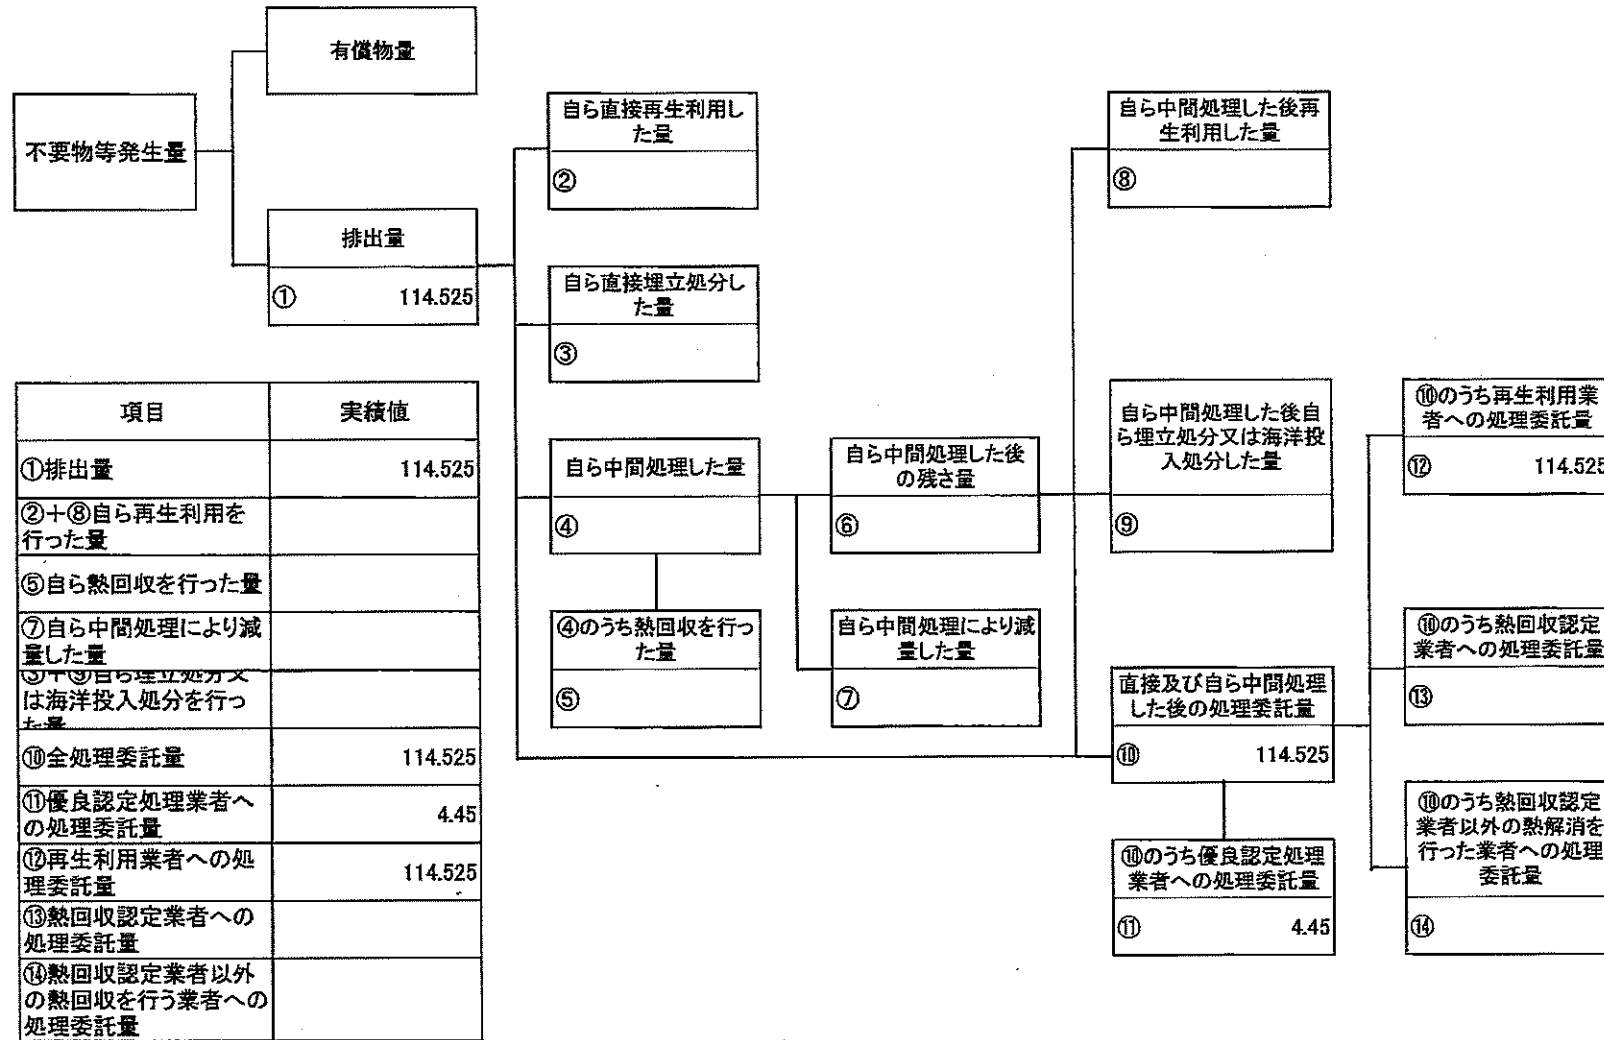 有償物量
不要物等発生量
排出量
① 114.525
自ら直接再生利用し
た量
②
自ら直接埋立処分し
た量
③
自ら中間処理した量
④
④のうち熱回収を行っ
た量
⑤
自ら中間処理した後
の残さ量
⑥
自ら中間処理により減
量した量
⑦
自ら中間処理した後再
生利用した量
⑧
自ら中間処理した後自
ら埋立処分又は海洋投
入処分した量
⑨
直接及び自ら中間処理
した後の処理委託量
⑩ 114.525
⑩のうち優良認定処理
業者への処理委託量
⑪ 4.45
⑩のうち再生利用業
者への処理委託量
⑫ 114.525
⑩のうち熱回収認定
業者への処理委託量
⑬
⑩のうち熱回収認定
業者以外の熱解消を
行った業者への処理
委託量
⑭
項目 実績値
①排出量 114.525
②+⑧自ら再生利用を
行った量
⑤自ら熱回収を行った量
⑦自ら中間処理により減
量した量
③+⑨自ら埋立処分又
は海洋投入処分を行っ
た量
⑩全処理委託量 114.525
⑪優良認定処理業者へ
の処理委託量 4.45
⑫再生利用業者への処
理委託量 114.525
⑬熱回収認定業者への
処理委託量
⑭熱回収認定業者以外
の熱回収を行う業者への
処理委託量